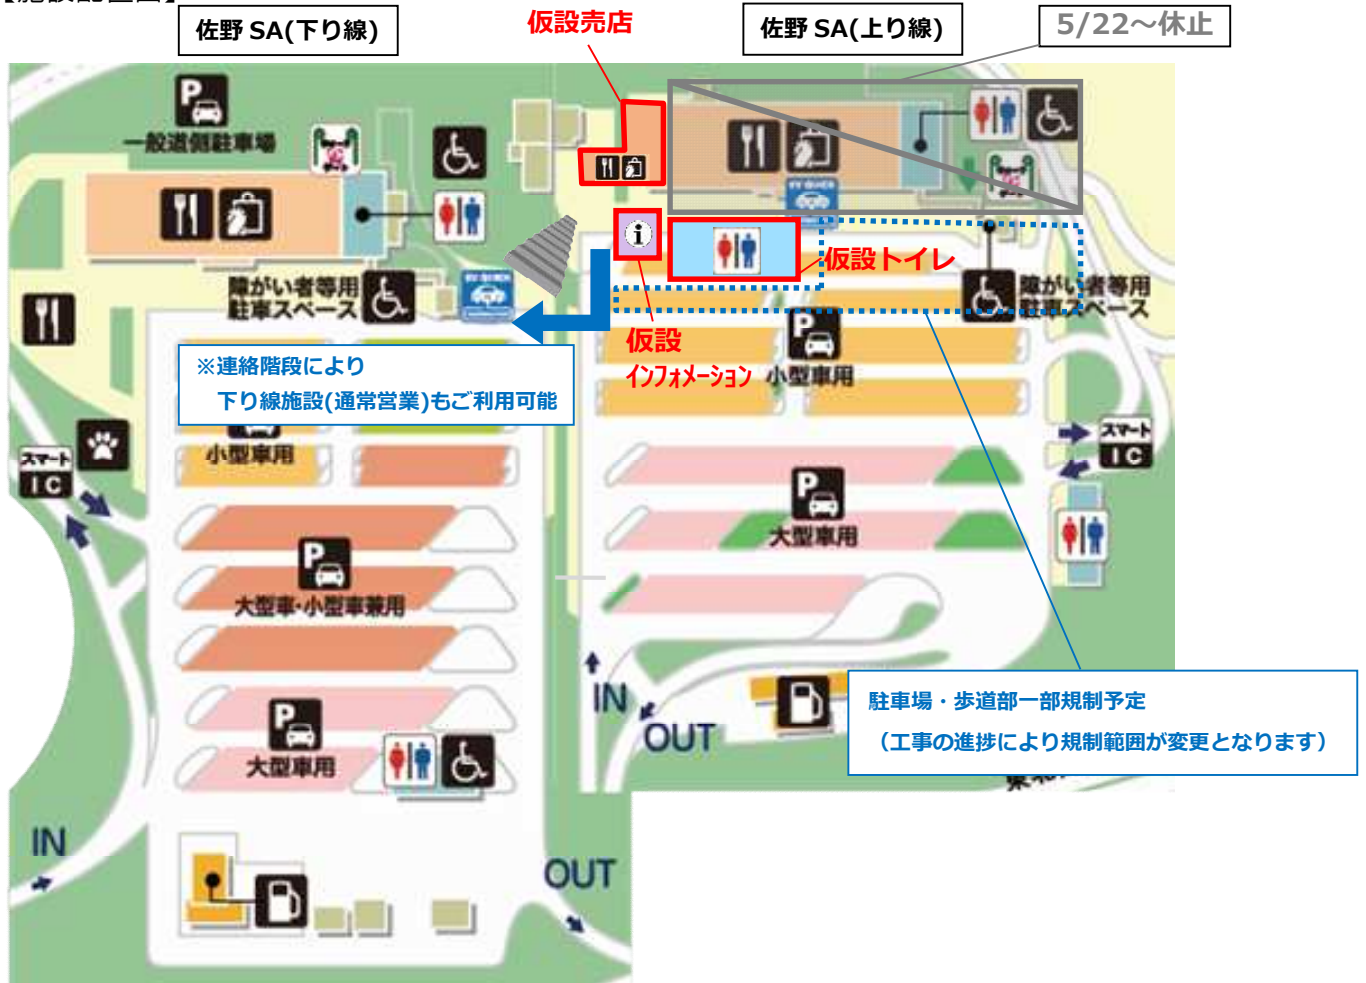 【施設配置図】
佐野 SA(下り線)
仮設売店
佐野 SA(上り線)
5/22～休止
P
一般道側駐車場
i
仮設トイレ
障がい者等用
駐車スペース
障がい者等用
駐車スペース
仮設
インフォメーション
P
小型車用
※連絡階段により
下り線施設(通常営業)もご利用可能
小型車用
スマート
IC
スマート
IC
P
大型車用
P
大型車・小型車兼用
IN
OUT
駐車場・歩道部一部規制予定
（工事の進捗により規制範囲が変更となります）
P
大型車用
IN
OUT